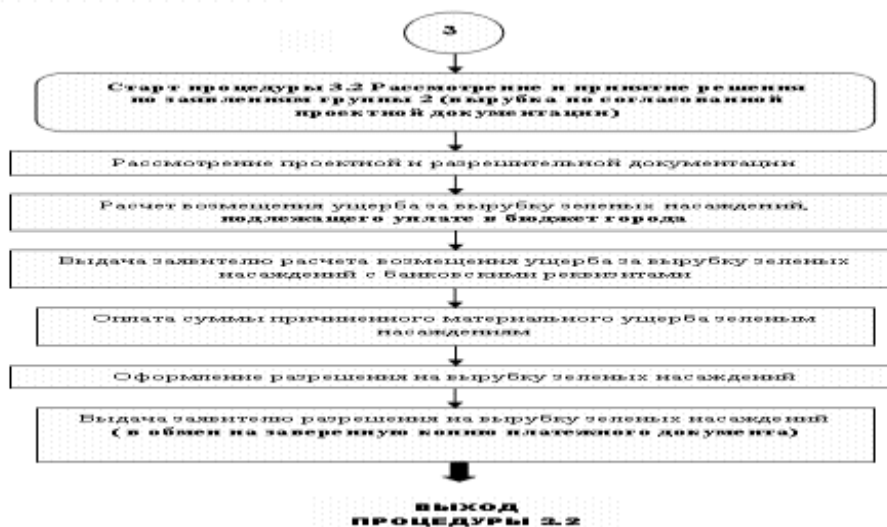 3
Старт процедуры 3.2 Рассмотрение и принятие решения
по заявлениям группы 2 (вырубка по согласованной
проектной документации)
Рассмотрение проектной и разрешительной документации
Расчет возмещения ущерба за вырубку зеленых насаждений,
подлежащего уплате в бюджет города
Выдача заявителю расчета возмещения ущерба за вырубку зеленых
насаждений с банковскими реквизитами
Оплата суммы причиненного материального ущерба зеленым
насаждениям
Оформление разрешения на вырубку зеленых насаждений
Выдача заявителю разрешения на вырубку зеленых насаждений
( в обмен на заверенную копию платежного документа)
ВЫХОД
ПРОЦЕДУРЫ 3.2